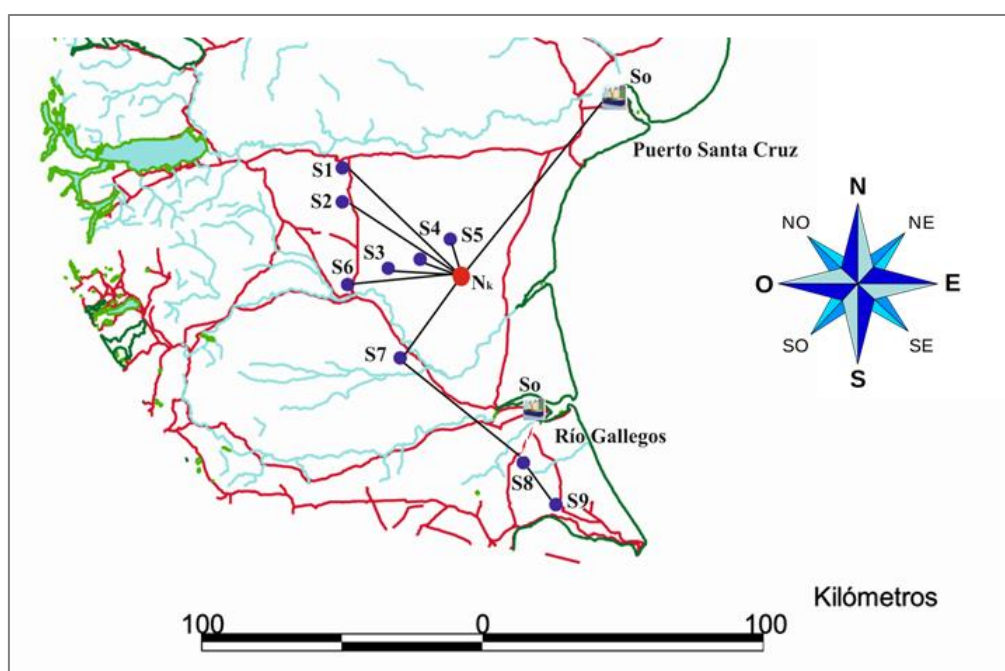 So
Puerto Santa Cruz
S1
S2
S4
S5
S3
S6
Nk
S7
So
Río Gallegos
S8
S9
N
NO
NE
O
E
SO
SE
S
Kilómetros
100 0 100